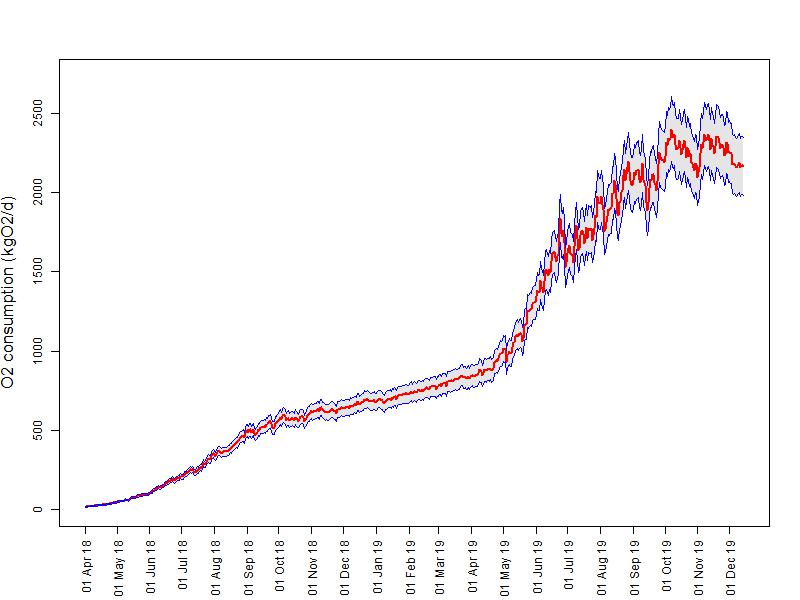 O2 consumption (kgO2/d)
2500
2000
1500
1000
500
0
01 Apr 18
01 May 18
01 Jun 18
01 Jul 18
01 Aug 18
01 Sep 18
01 Oct 18
01 Nov 18
01 Dec 18
01 Jan 19
01 Feb 19
01 Mar 19
01 Apr 19
01 May 19
01 Jun 19
01 Jul 19
01 Aug 19
01 Sep 19
01 Oct 19
01 Nov 19
01 Dec 19